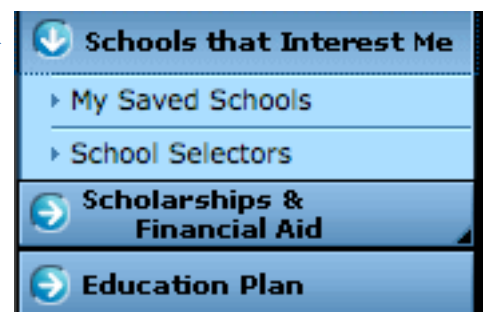 Schools that Interest Me
My Saved Schools
School Selectors
Scholarships &
Financial Aid
Education Plan